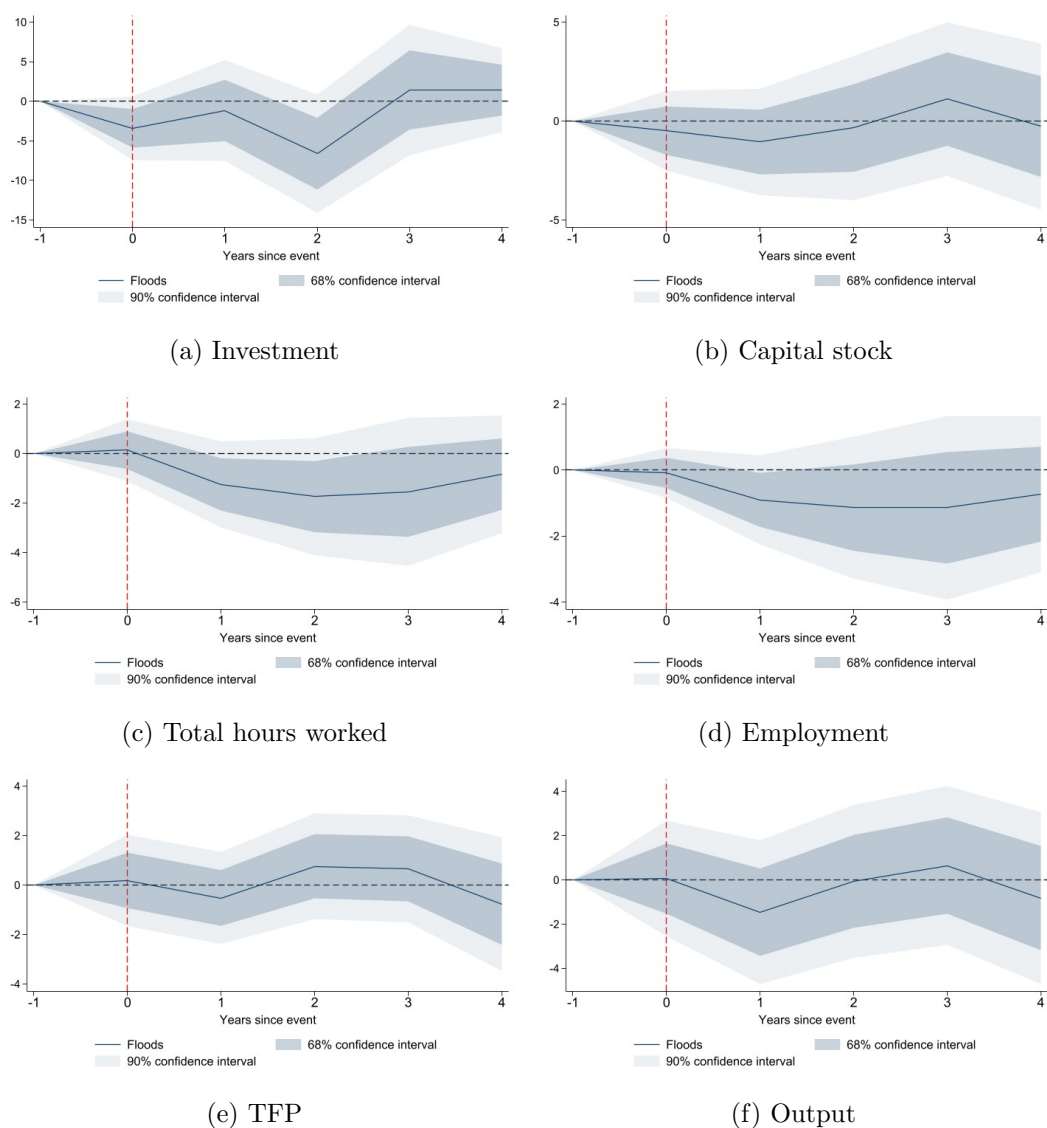 10
5
0
-5
-10
-15
-1 0 1 2 3 4
Years since event
Floods 68% confidence interval
90% confidence interval
(a) Investment
5
0
-5
-1 0 1 2 3 4
Years since event
Floods 68% confidence interval
90% confidence interval
(b) Capital stock
2
0
-2
-4
-6
-1 0 1 2 3 4
Years since event
Floods 68% confidence interval
90% confidence interval
(c) Total hours worked
2
0
-2
-4
-1 0 1 2 3 4
Years since event
Floods 68% confidence interval
90% confidence interval
(d) Employment
4
2
0
-2
-4
-1 0 1 2 3 4
Years since event
Floods 68% confidence interval
90% confidence interval
(e) TFP
4
2
0
-2
-4
-1 0 1 2 3 4
Years since event
Floods 68% confidence interval
90% confidence interval
(f) Output